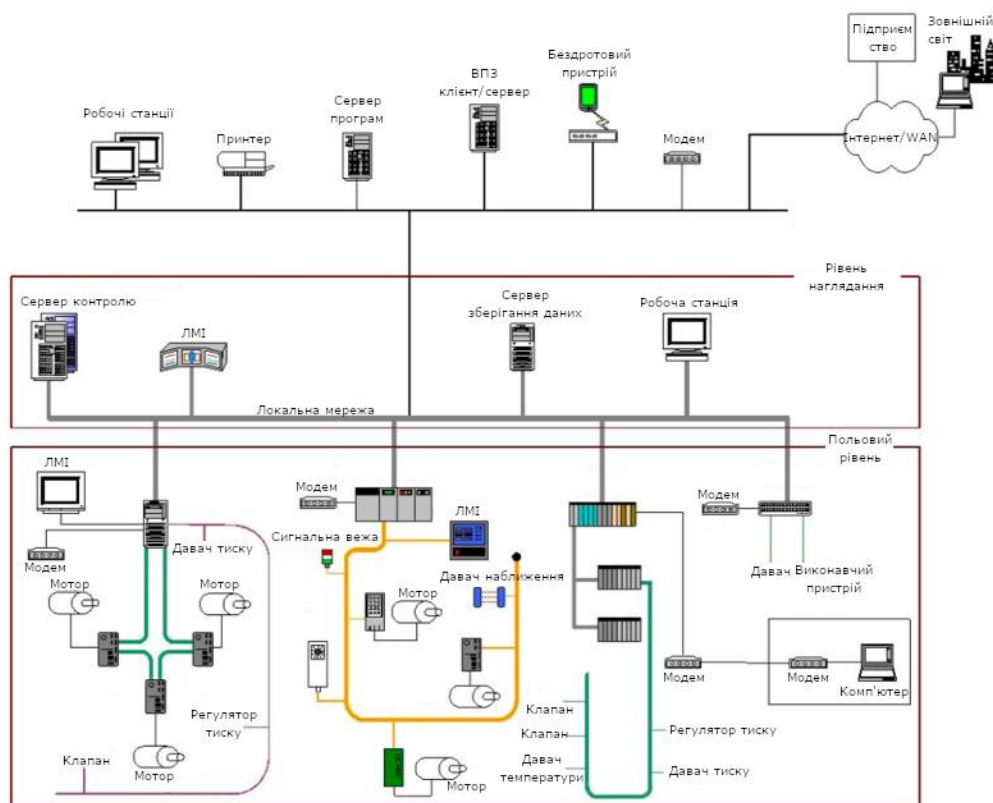 Зовнішній
світ
Підприєм
ство
ВПЗ
клієнт/сервер
Бездротовий
пристрій
Сервер
програм
Робочі станції
Принтер
Модем
Інтернет/WAN
Рівень
наглядання
Сервер контролю
ЛМІ
Сервер
зберігання даних
Робоча станція
Локальна мережа
Польовий
рівень
ЛМІ
Модем
Модем
ЛМІ
Сигнальна вежа
Давач тиску
Модем
Давач наближення
Давач
Виконавчий
пристрій
Мотор
Мотор
Мотор
Модем
Модем
Комп'ютер
Клапан
Регулятор
тиску
Клапан
Регулятор тиску
Клапан
Мотор
Давач
температури
Давач тиску
Мотор